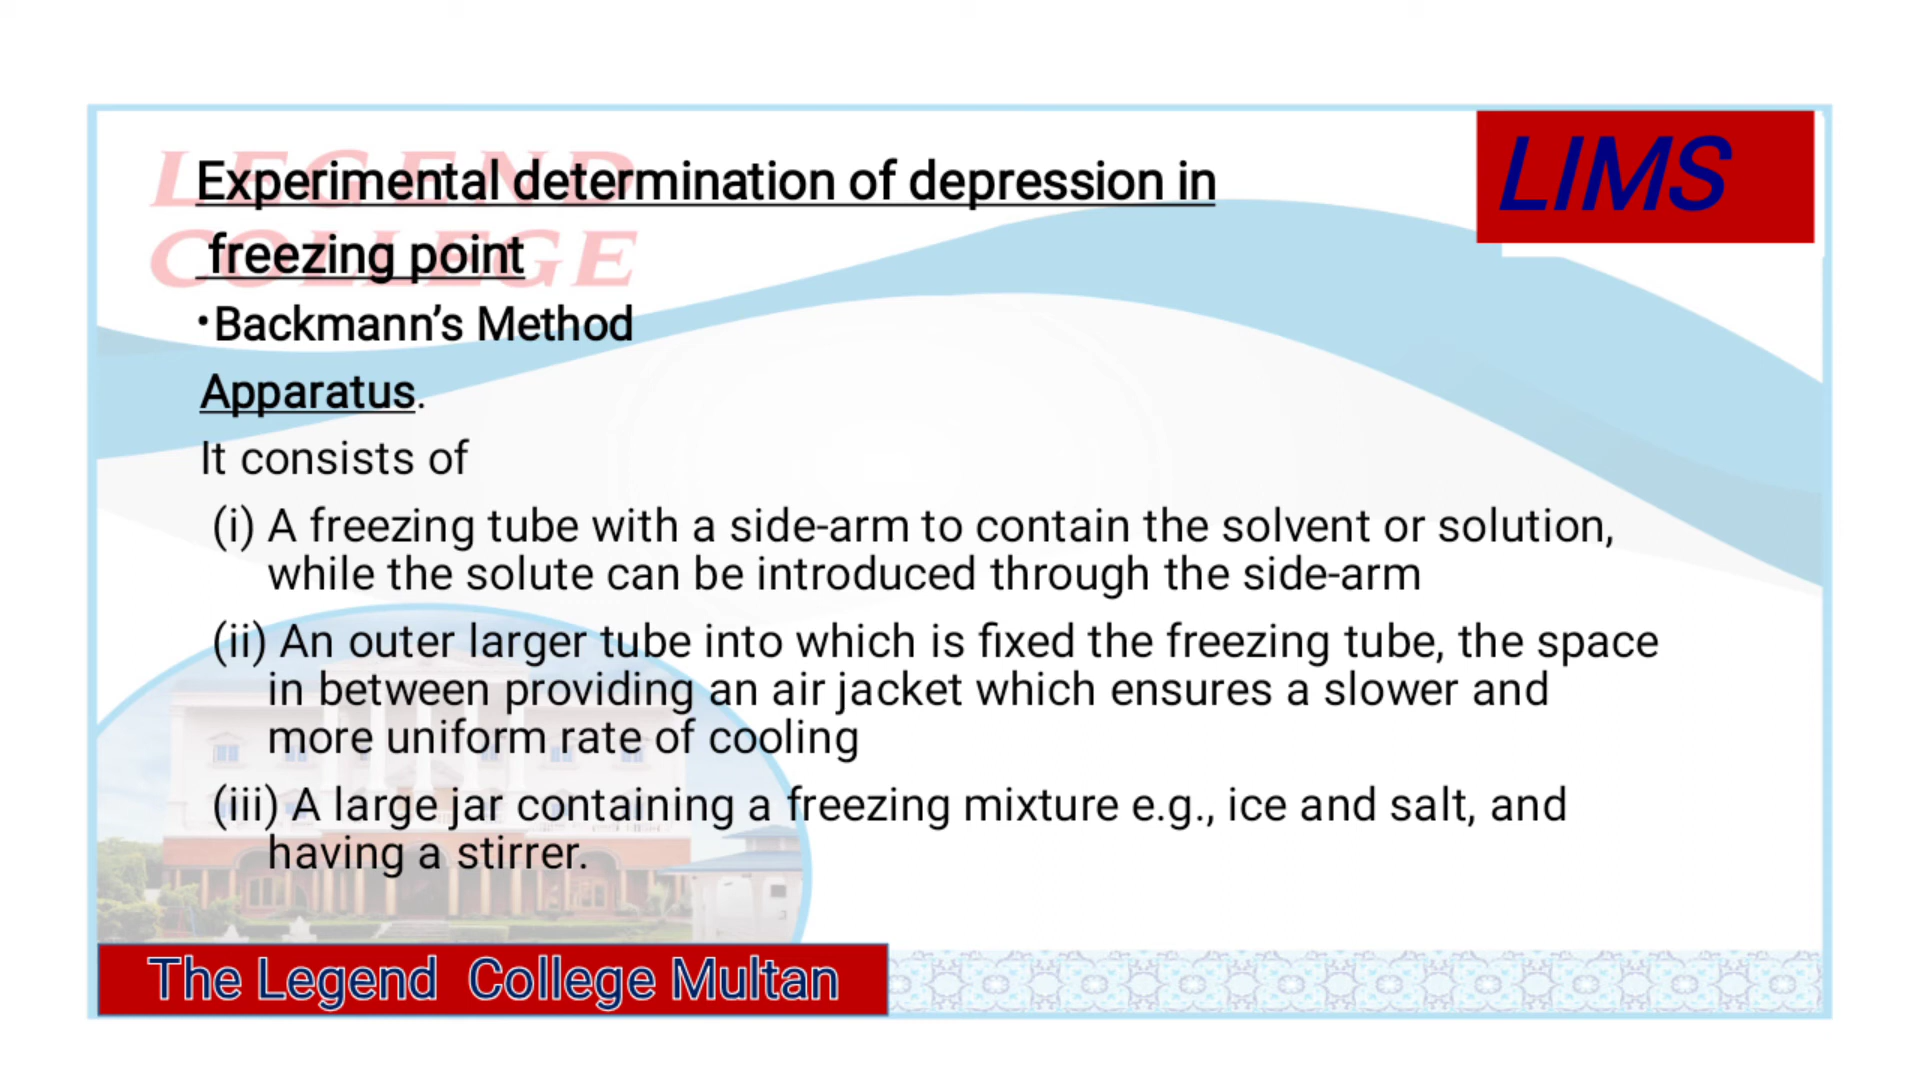 LIMS
LEGEND
COLLEGE
Experimental determination of depression in
freezing point
•Backmann’s Method
Apparatus.
It consists of
(i) A freezing tube with a side-arm to contain the solvent or solution,
while the solute can be introduced through the side-arm
(ii) An outer larger tube into which is fixed the freezing tube, the space
in between providing an air jacket which ensures a slower and
more uniform rate of cooling
(iii) A large jar containing a freezing mixture e.g., ice and salt, and
having a stirrer.
The Legend College Multan